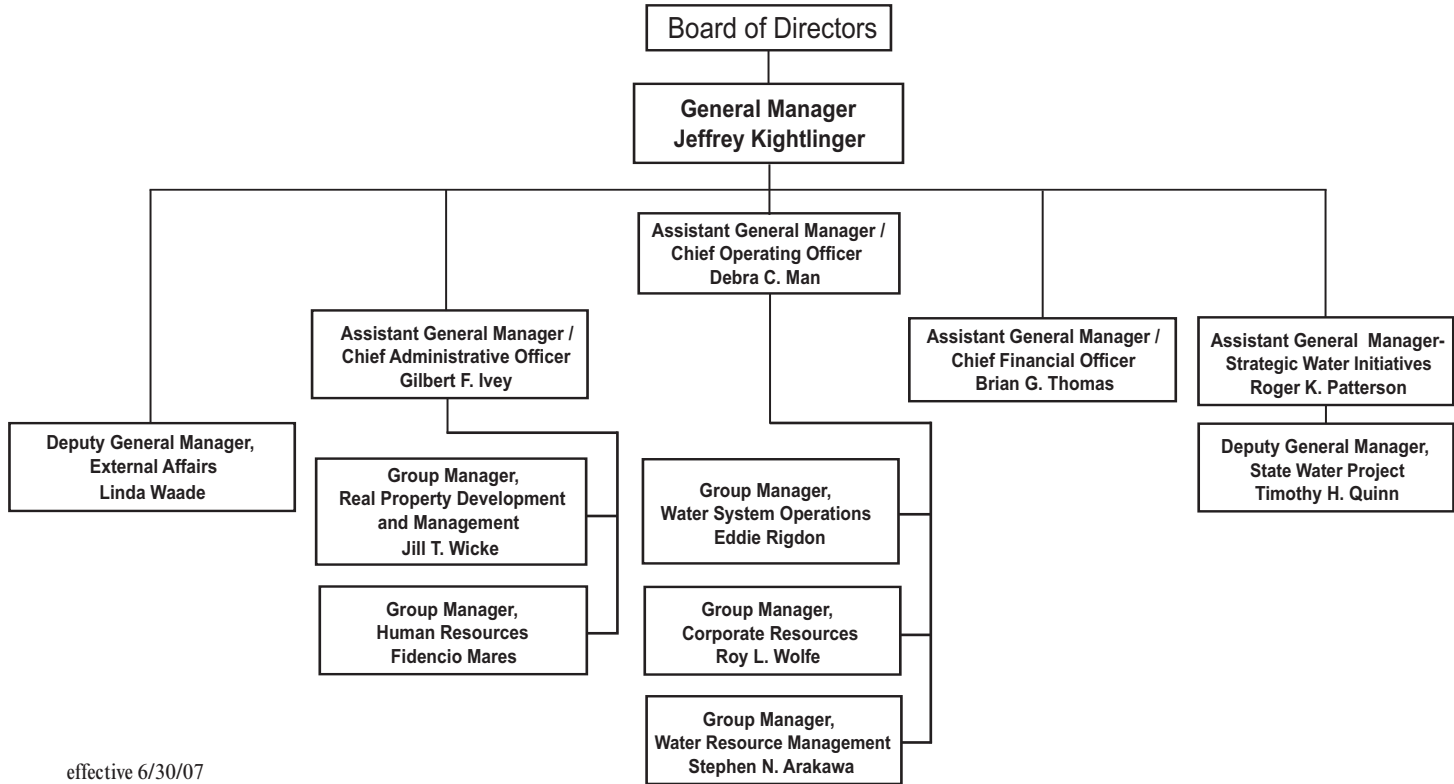 Board of Directors
General Manager
Jeffrey Kightlinger
Assistant General Manager /
Chief Operating Officer
Debra C. Man
Assistant General Manager /
Chief Administrative Officer
Gilbert F. Ivey
Assistant General Manager /
Chief Financial Officer
Brian G. Thomas
Assistant General Manager-
Strategic Water Initiatives
Roger K. Patterson
Deputy General Manager,
External Affairs
Linda Waade
Deputy General Manager,
State Water Project
Timothy H. Quinn
Group Manager,
Real Property Development
and Management
Jill T. Wicke
Group Manager,
Water System Operations
Eddie Rigdon
Group Manager,
Human Resources
Fidencio Mares
Group Manager,
Corporate Resources
Roy L. Wolfe
Group Manager,
Water Resource Management
Stephen N. Arakawa
effective 6/30/07